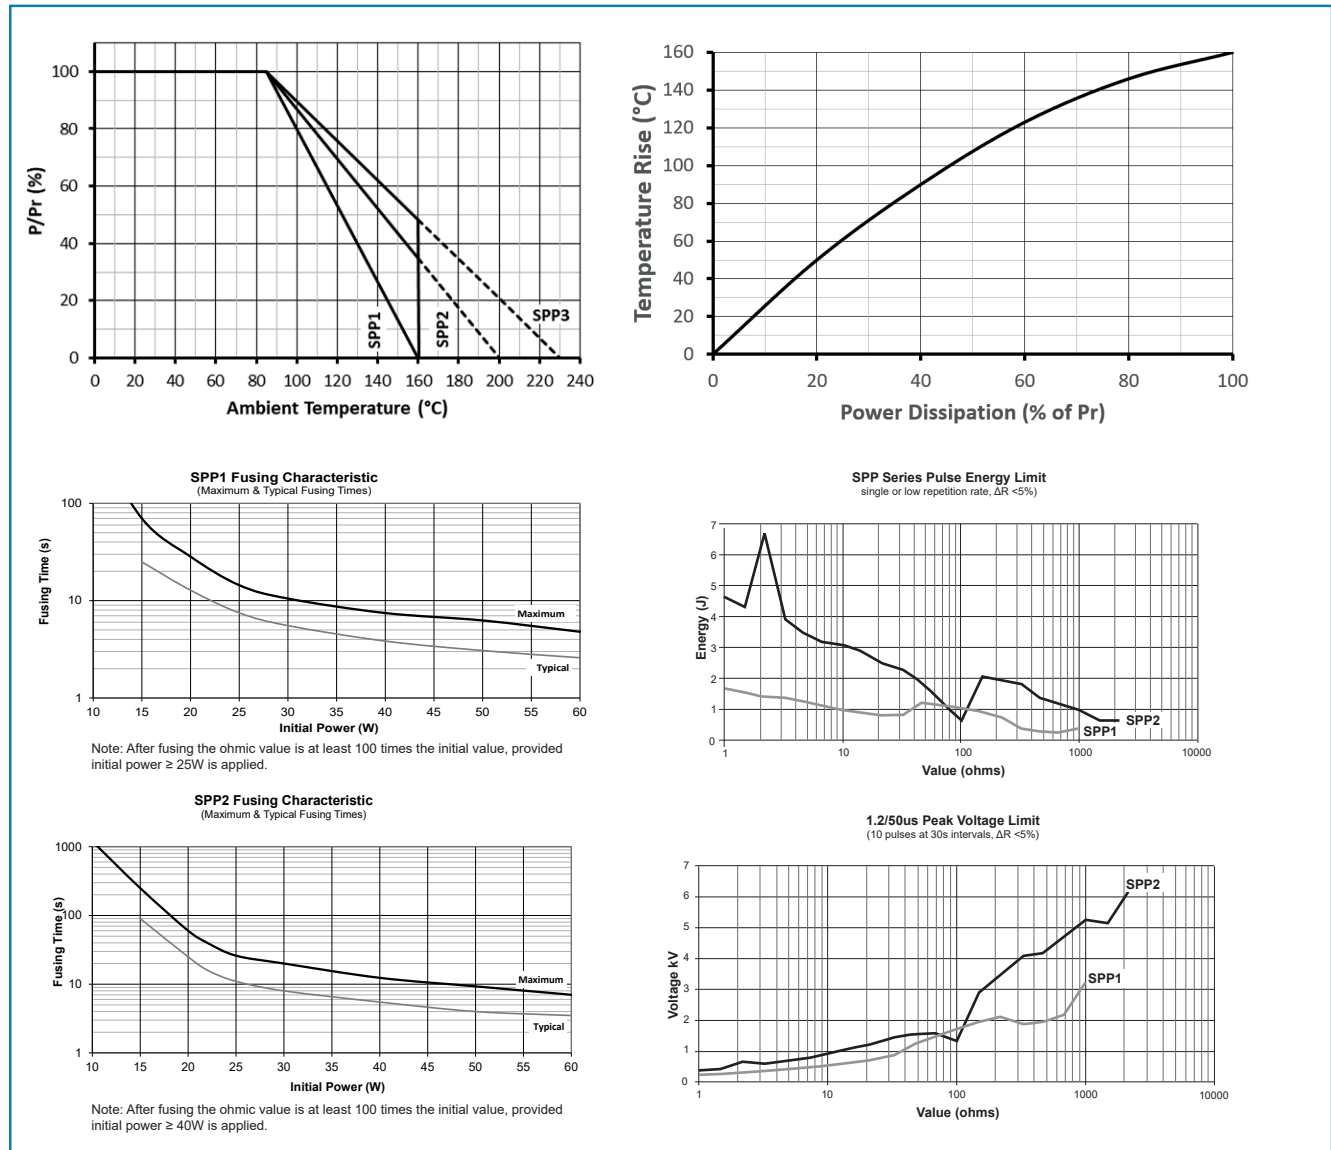 100
80
60
40
20
0
P/Pr (%)
SPP1
SPP2
SPP3
0 20 40 60 80 100 120 140 160 180 200 220 240
Ambient Temperature (°C)
160
140
120
100
80
60
40
20
0
Temperature Rise (°C)
0 20 40 60 80 100
Power Dissipation (% of Pr)
SPP1 Fusing Characteristic
(Maximum & Typical Fusing Times)
100
10
1
Fusing Time (s)
Maximum
Typical
10 15 20 25 30 35 40 45 50 55 60
Initial Power (W)
Note: After fusing the ohmic value is at least 100 times the initial value, provided
initial power ≥ 25W is applied.
SPP Series Pulse Energy Limit
single or low repetition rate, ΔR <5%)
7
6
5
4
3
2
1
0
Energy (J)
SPP2
SPP1
1 10 100 1000 10000
Value (ohms)
SPP2 Fusing Characteristic
(Maximum & Typical Fusing Times)
1000
100
10
1
Fusing Time (s)
Maximum
Typical
10 15 20 25 30 35 40 45 50 55 60
Initial Power (W)
Note: After fusing the ohmic value is at least 100 times the initial value, provided
initial power ≥ 40W is applied.
1.2/50us Peak Voltage Limit
(10 pulses at 30s intervals, ΔR <5%)
7
6
5
4
3
2
1
0
Voltage kV
SPP2
SPP1
1 10 100 1000 10000
Value (ohms)